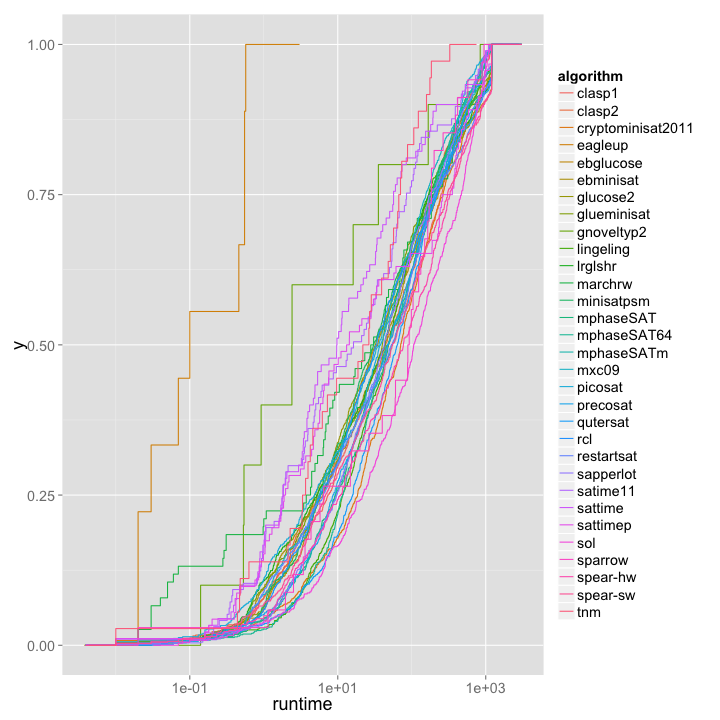 1.00
0.75
0.50
0.25
0.00
y
1e-01
1e+01
1e+03
runtime
algorithm
clasp1
clasp2
cryptominisat2011
eagleup
ebglucose
ebminisat
glucose2
glueminisat
gnoveltyp2
lingeling
lrglshr
marchrw
minisatpsm
mphaseSAT
mphaseSAT64
mphaseSATm
mxc09
picosat
precosat
qutersat
rcl
restartsat
sapperlot
satime11
sattime
sattimep
sol
sparrow
spear-hw
spear-sw
tnm